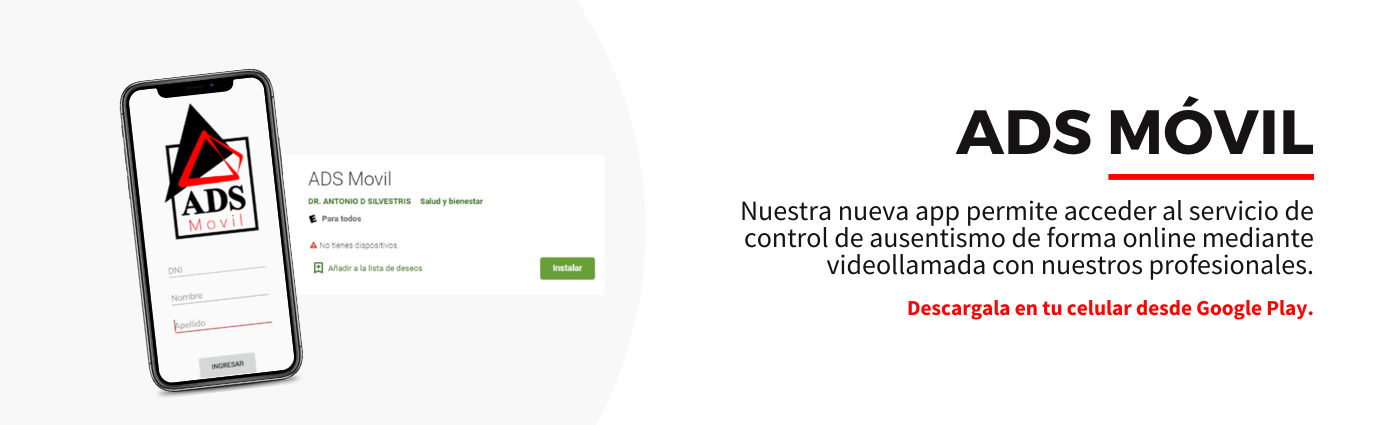 ADS
Movil
DNI
Nombre
Apellido
INGRESAR
ADS Movil
DR. ANTONIO D SILVESTRIS Salud y bienestar
E Para todos
No tienes dispositivos.
Añadir a la lista de deseos
Instalar
ADS MÓVIL
Nuestra nueva app permite acceder al servicio de
control de ausentismo de forma online mediante
videollamada con nuestros profesionales.
Descargala en tu celular desde Google Play.